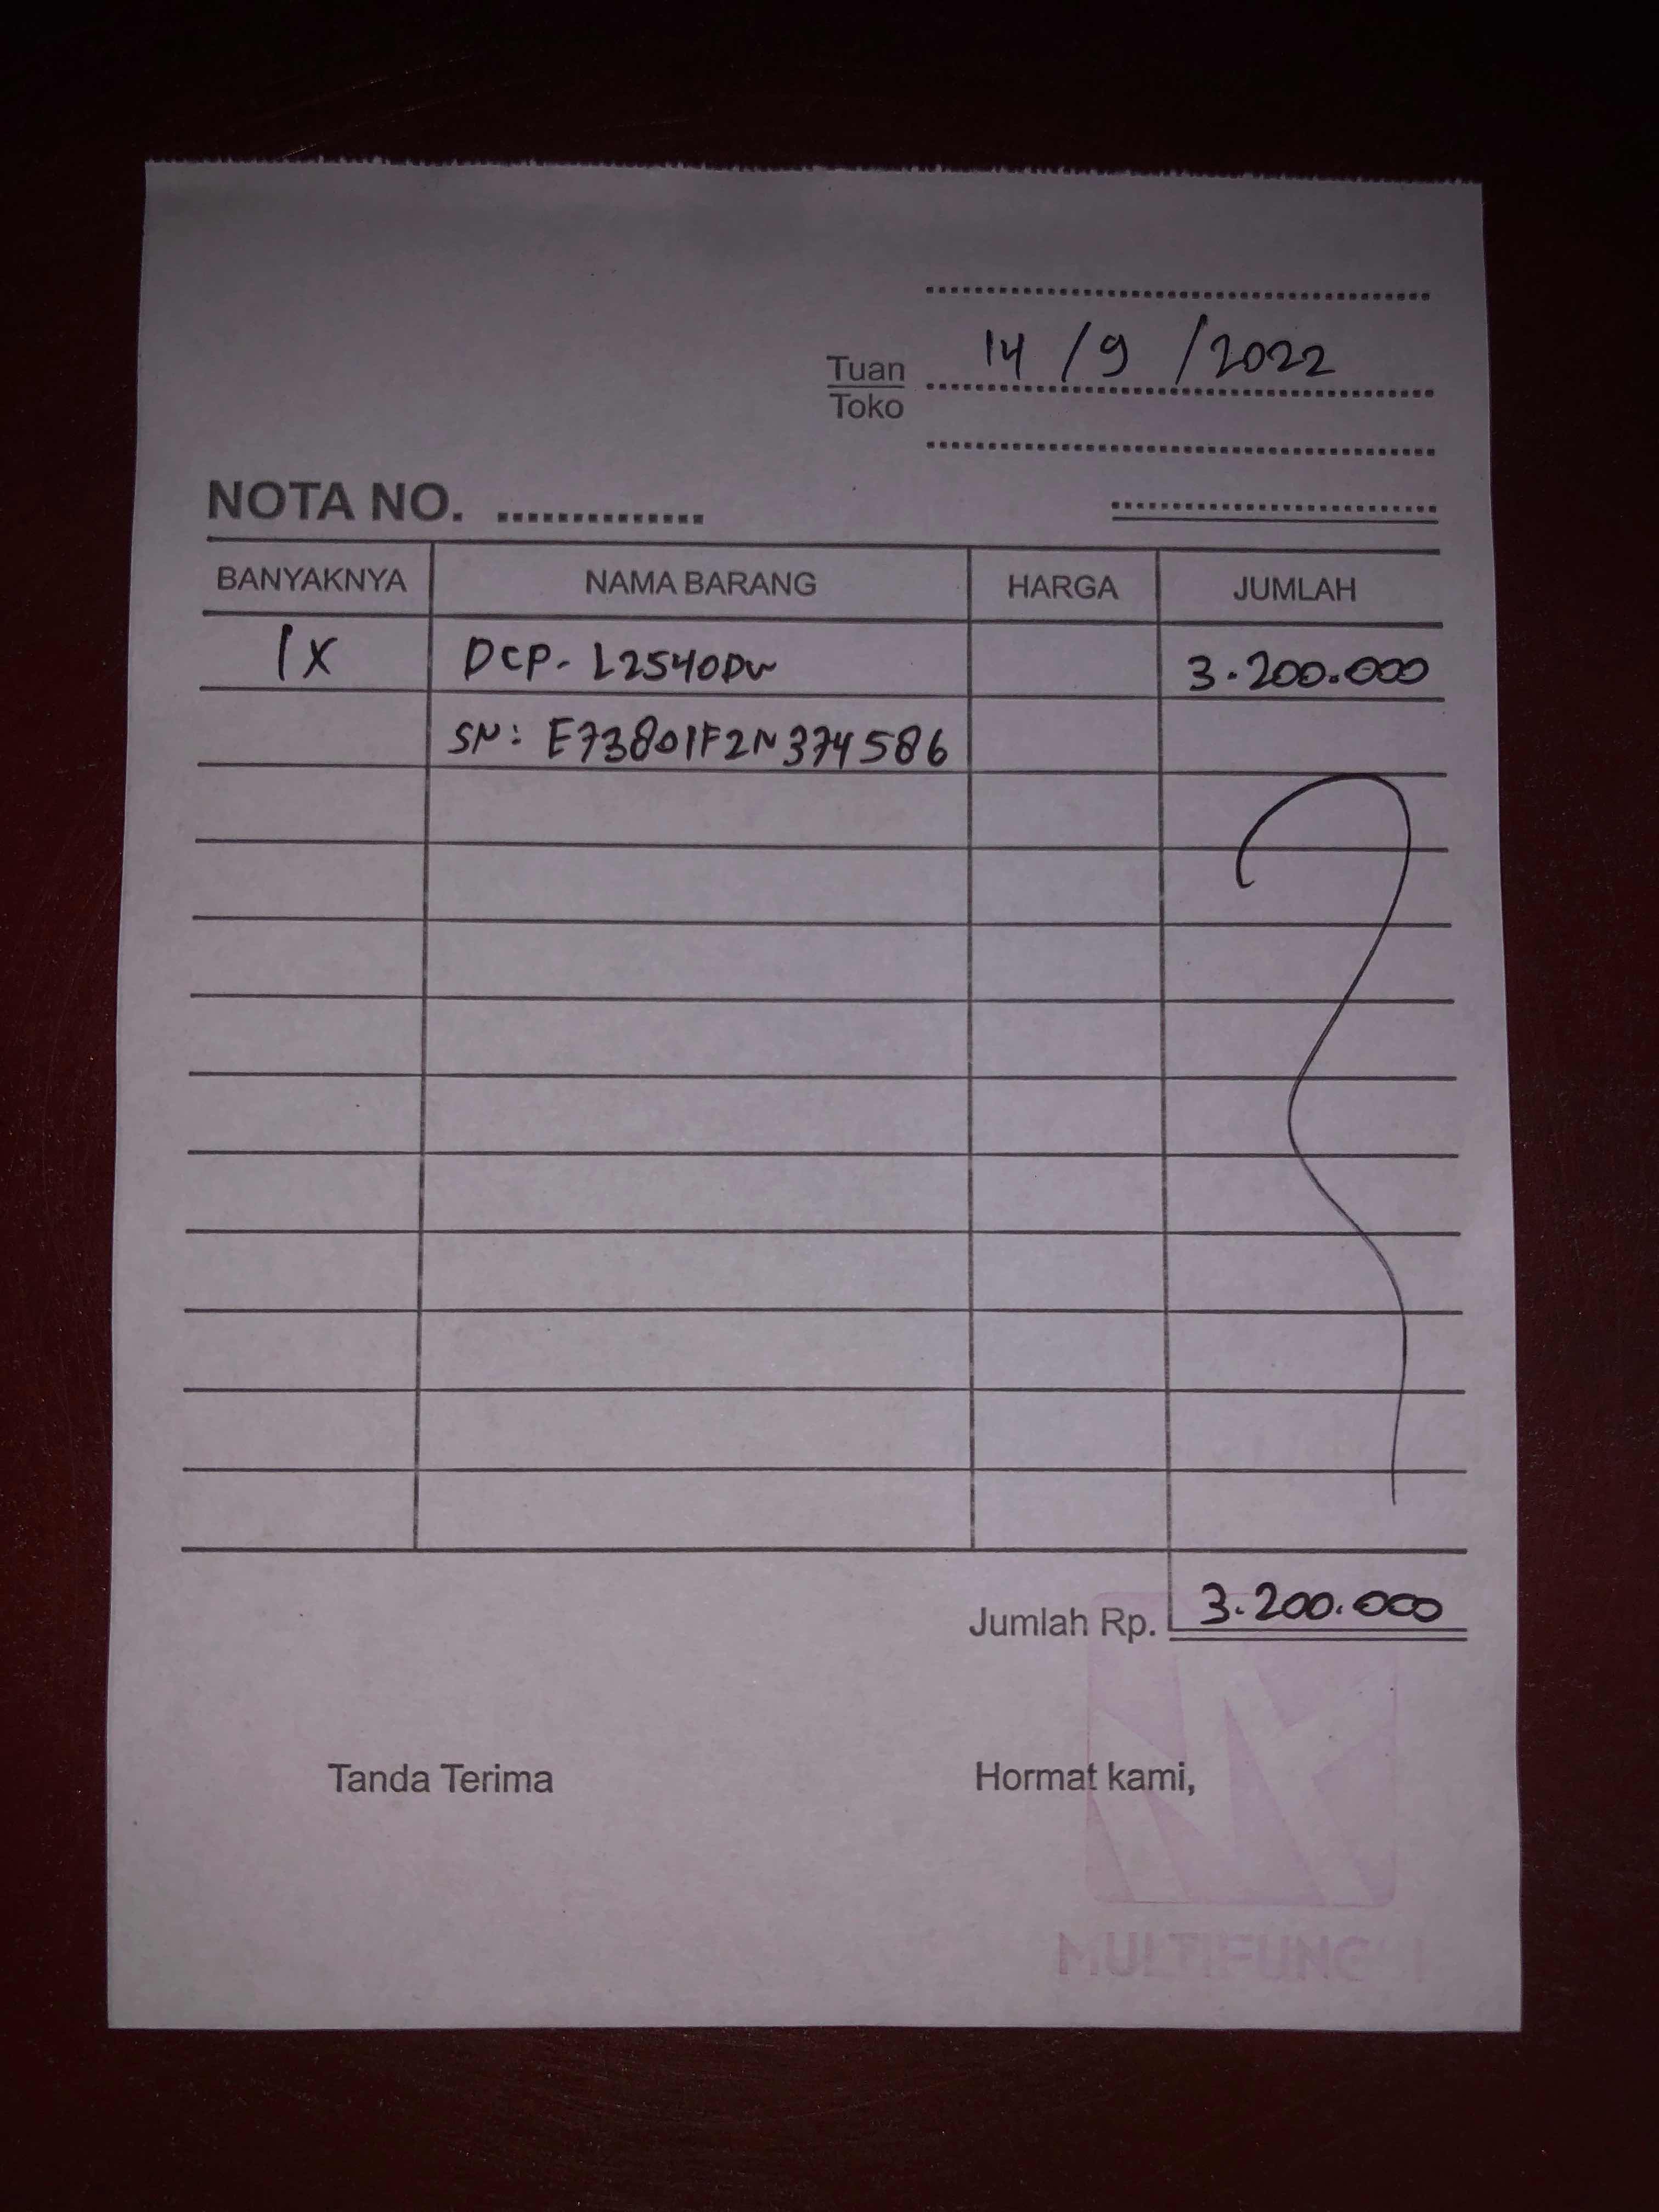 14/9/2022
Tuan
Toko
NOTA NO. ..............
BANYAKNYA NAMA BARANG HARGA JUMLAH
1X DCP-L2540DW 3.200.000
SN: E73801F2N374586
Jumlah Rp. 3.200.000
Tanda Terima Hormat kami,